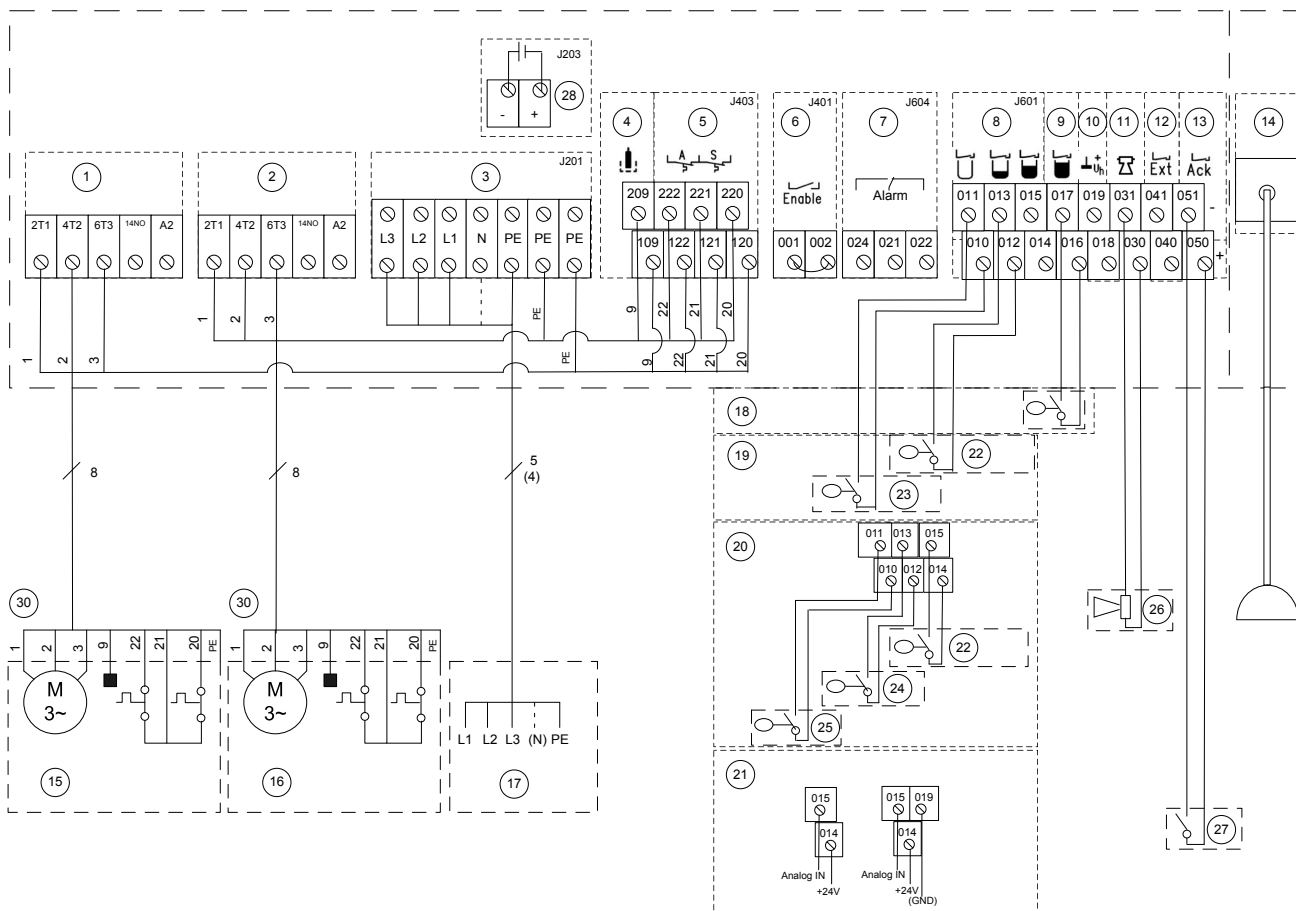 J203
28
- +
J403 J401 J604 J601
4 5 6 7 8 9 10 11 12 13 14
1 2 3 J201
A S
Enable
Alarm
+ Uh
Ext Ack
209 222 221 220
011 013 015 017 019 031 041 051 -
2T1 4T2 6T3 14NO A2
2T1 4T2 6T3 14NO A2
L3 L2 L1 N PE PE PE
109 122 121 120
001 002
024 021 022
010 012 014 016 018 030 040 050 +
1 2 3 PE 9 22 21 20
1 2 3 PE 9 22 21 20
18
8 8 5
(4)
19 22
23
20
011 013 015
010 012 014
30 30
26
1 2 3 9 22 21 20 PE
1 2 3 9 22 21 20 PE
22
M
3~
M
3~
24
25
L1 L2 L3 (N) PE
15 16 17
21
015 015 019
014 014
27
Analog IN
+24V
Analog IN
+24V
(GND)